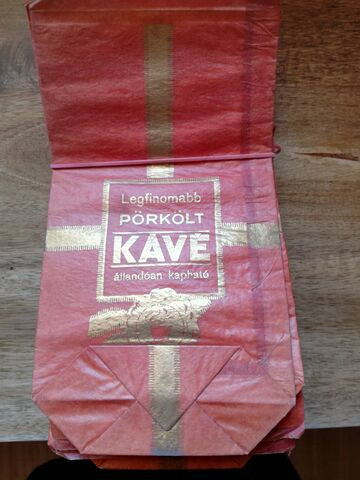 Legfinomabb
PÖRKÖLT
KÁVÉ
állandóan kapható